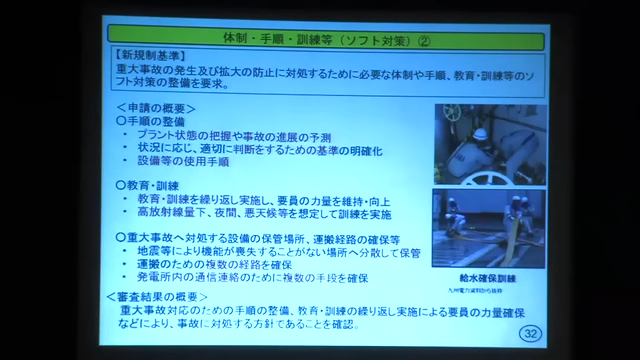 体制・手順・訓練等（ソフト対策）②
【新規制基準】
重大事故の発生及び拡大の防止に対処するために必要な体制や手順、教育・訓練等のソ
フト対策の整備を要求。
＜申請の概要＞
○手順の整備
・ プラント状態の把握や事故の進展の予測
・ 状況に応じ、適切に判断をするための基準の明確化
・ 設備等の使用手順
○教育・訓練
・ 教育・訓練を繰り返し実施し、要員の力量を維持・向上
・ 高放射線量下、夜間、悪天候等を想定して訓練を実施
○重大事故へ対処する設備の保管場所、運搬経路の確保等
・ 地震等により機能が喪失することがない場所へ分散して保管
・ 運搬のための複数の経路を確保
・ 発電所内の通信連絡のために複数の手段を確保
給水確保訓練
九州電力資料から抜粋
＜審査結果の概要＞
重大事故対応のための手順の整備、教育・訓練の繰り返し実施による要員の力量確保
などにより、事故に対処する方針であることを確認。
32